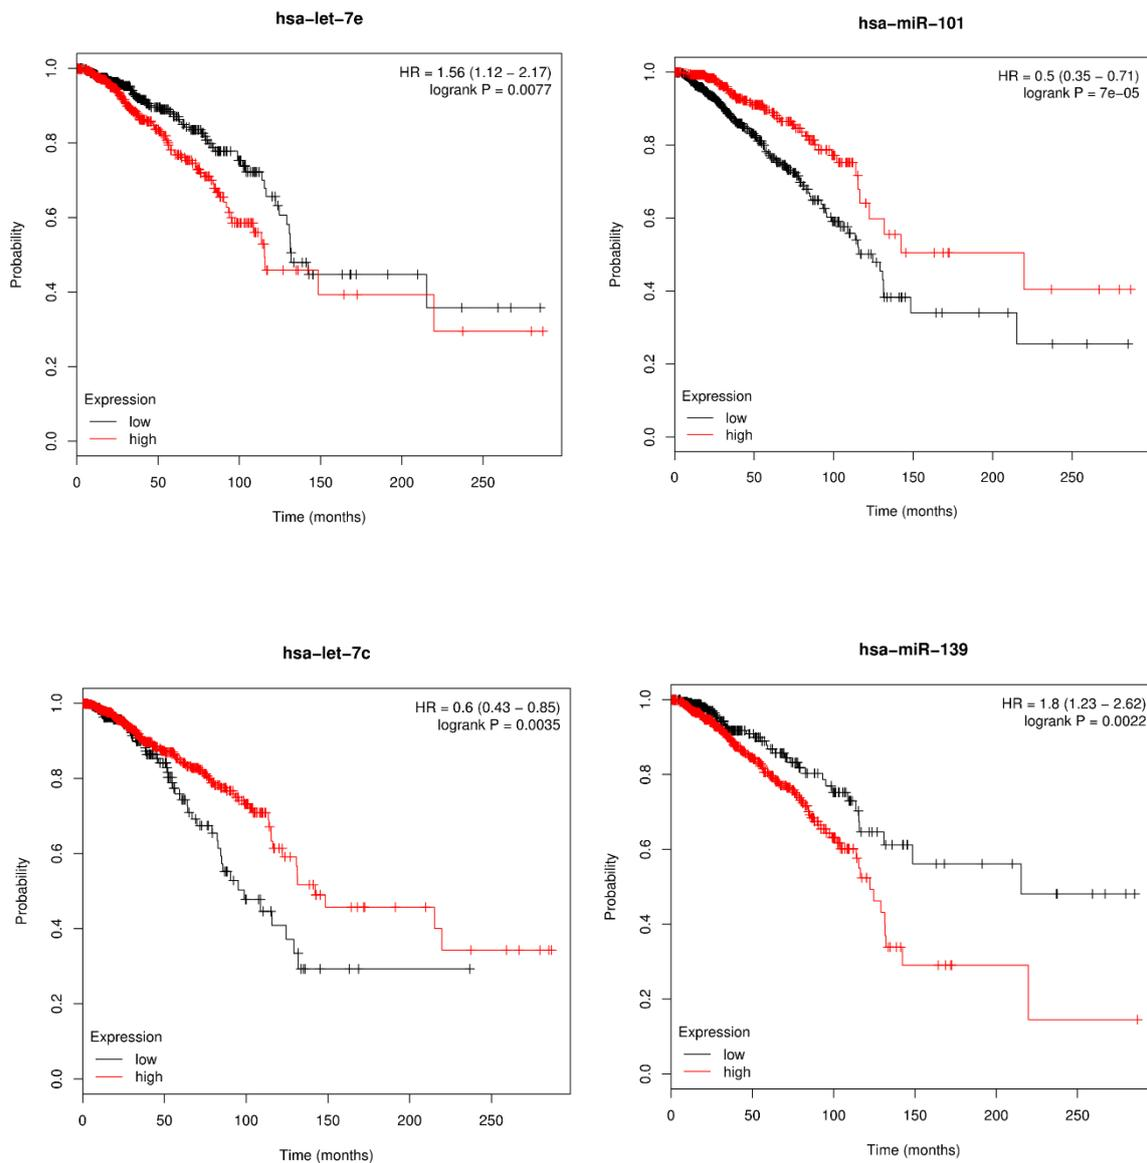 hsa−let−7e
HR = 1.56 (1.12 − 2.17)
logrank P = 0.0077
Probability
1.0
0.8
0.6
0.4
0.2
0.0
Expression
low
high
0 50 100 150 200 250
Time (months)
hsa−miR−101
HR = 0.5 (0.35 − 0.71)
logrank P = 7e−05
Probability
1.0
0.8
0.6
0.4
0.2
0.0
Expression
low
high
0 50 100 150 200 250
Time (months)
hsa−let−7c
HR = 0.6 (0.43 − 0.85)
logrank P = 0.0035
Probability
1.0
0.8
0.6
0.4
0.2
0.0
Expression
low
high
0 50 100 150 200 250
Time (months)
hsa−miR−139
HR = 1.8 (1.23 − 2.62)
logrank P = 0.0022
Probability
1.0
0.8
0.6
0.4
0.2
0.0
Expression
low
high
0 50 100 150 200 250
Time (months)